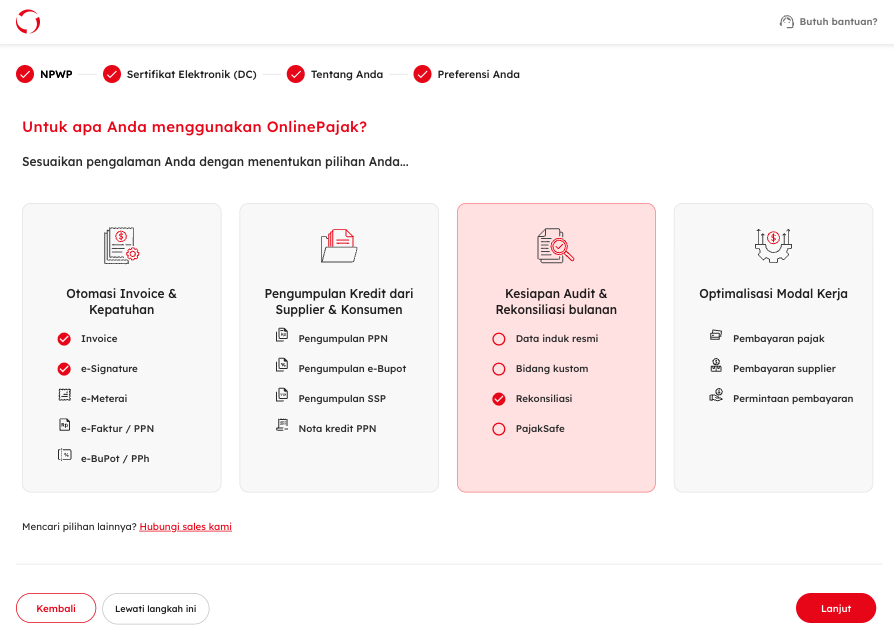 Butuh bantuan?
NPWP
Sertifikat Elektronik (DC)
Tentang Anda
Preferensi Anda
Untuk apa Anda menggunakan OnlinePajak?
Sesuaikan pengalaman Anda dengan menentukan pilihan Anda...
Otomasi Invoice &
Kepatuhan
Invoice
e-Signature
e-Meterai
e-Faktur / PPN
e-BuPot / PPh
Pengumpulan Kredit dari
Supplier & Konsumen
Pengumpulan PPN
Pengumpulan e-Bupot
Pengumpulan SSP
Nota kredit PPN
Kesiapan Audit &
Rekonsiliasi bulanan
Data induk resmi
Bidang kustom
Rekonsiliasi
PajakSafe
Optimalisasi Modal Kerja
Pembayaran pajak
Pembayaran supplier
Permintaan pembayaran
Mencari pilihan lainnya? Hubungi sales kami
Kembali
Lewati langkah ini
Lanjut